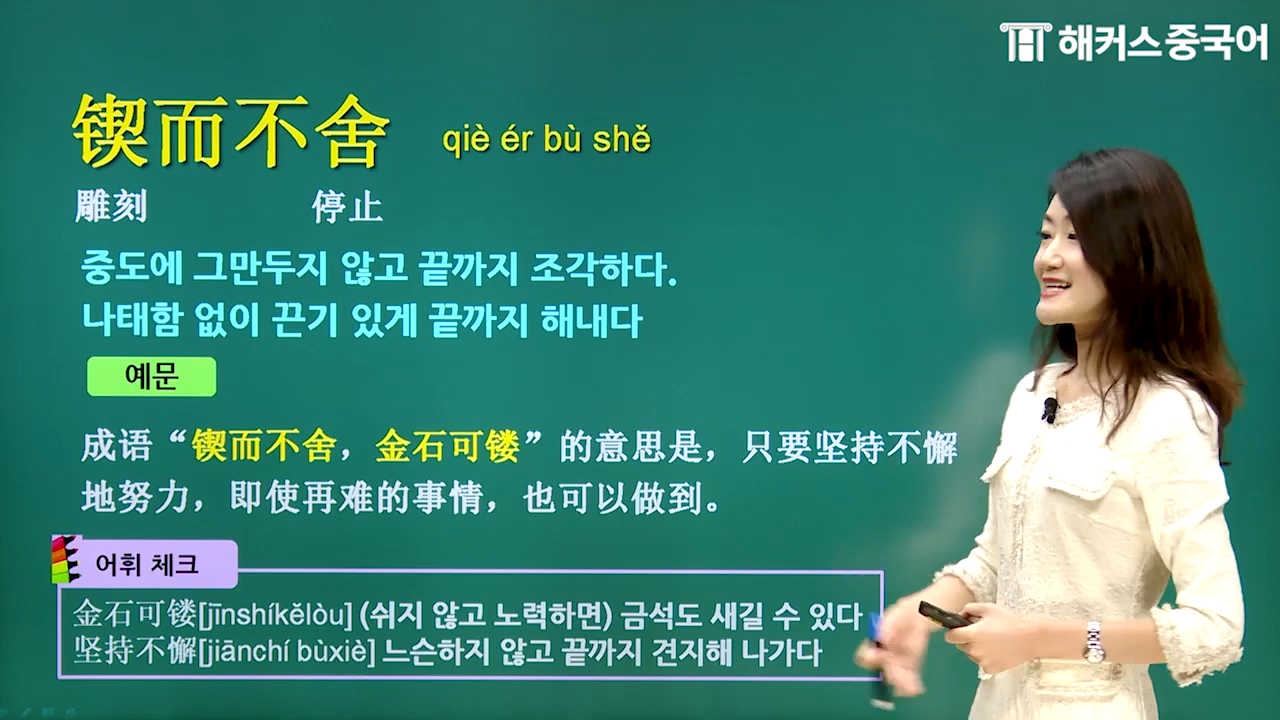 해커스중국어
锲而不舍 qiè ér bù shě
雕刻 停止
중도에 그만두지 않고 끝까지 조각하다.
나태함 없이 끈기 있게 끝까지 해내다
예문
成语“锲而不舍，金石可镂”的意思是，只要坚持不懈
地努力，即使再难的事情，也可以做到。
어휘 체크
金石可镂[jīnshíkělòu] (쉬지 않고 노력하면) 금석도 새길 수 있다
坚持不懈[jiānchí bùxiè] 느슨하지 않고 끝까지 견지해 나가다